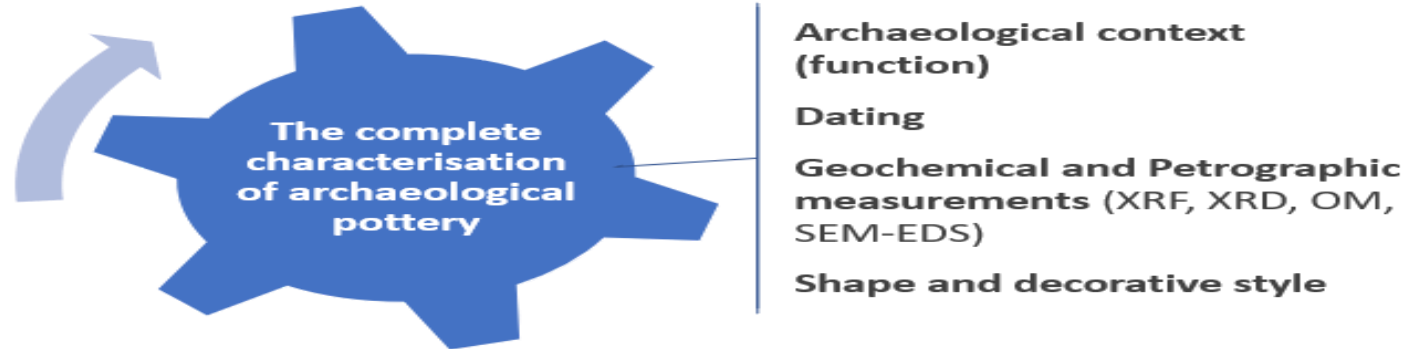 The complete
characterisation
of archaeological
pottery
Archaeological context
(function)
Dating
Geochemical and Petrographic
measurements (XRF, XRD, OM,
SEM-EDS)
Shape and decorative style